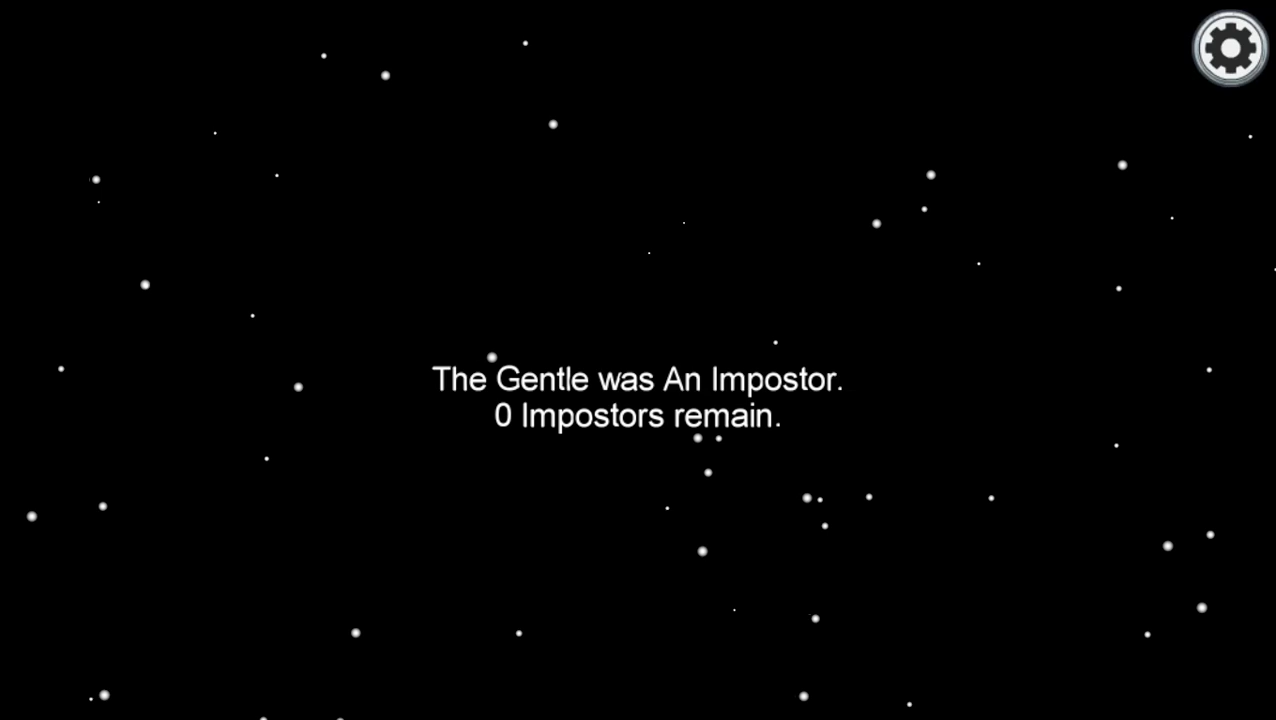 The Gentle was An Impostor.
0 Impostors remain.